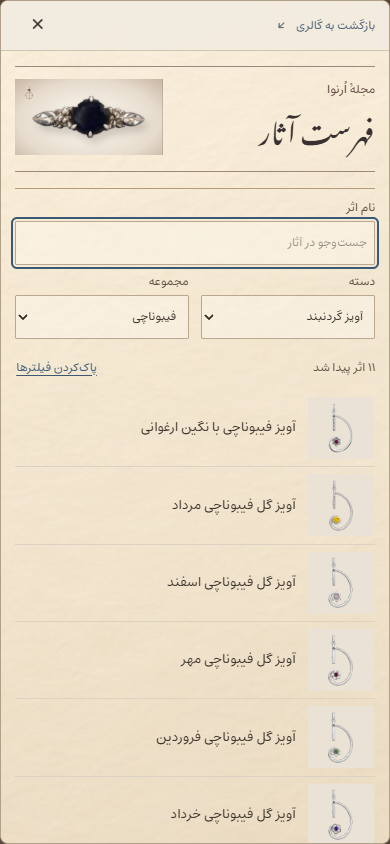 بازگشت به گالری
مجلهٔ اُرنوا
فهرست آثار
نام اثر
جست‌وجو در آثار
دسته
مجموعه
آویز گردنبند
فیبوناچی
۱۱ اثر پیدا شد
پاک‌کردن فیلترها
آویز فیبوناچی با نگین ارغوانی
آویز گل فیبوناچی مرداد
آویز گل فیبوناچی اسفند
آویز گل فیبوناچی مهر
آویز گل فیبوناچی فروردین
آویز گل فیبوناچی خرداد